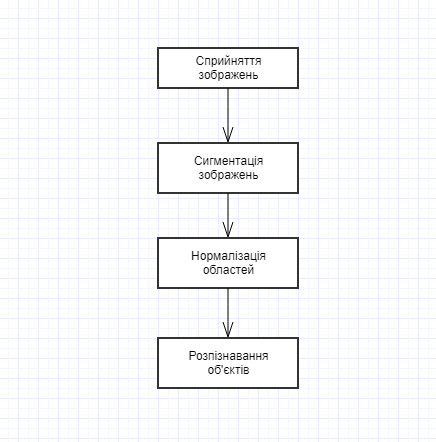 Сприйняття
зображень
Сигментація
зображень
Нормалізація
областей
Розпізнавання
об'єктів